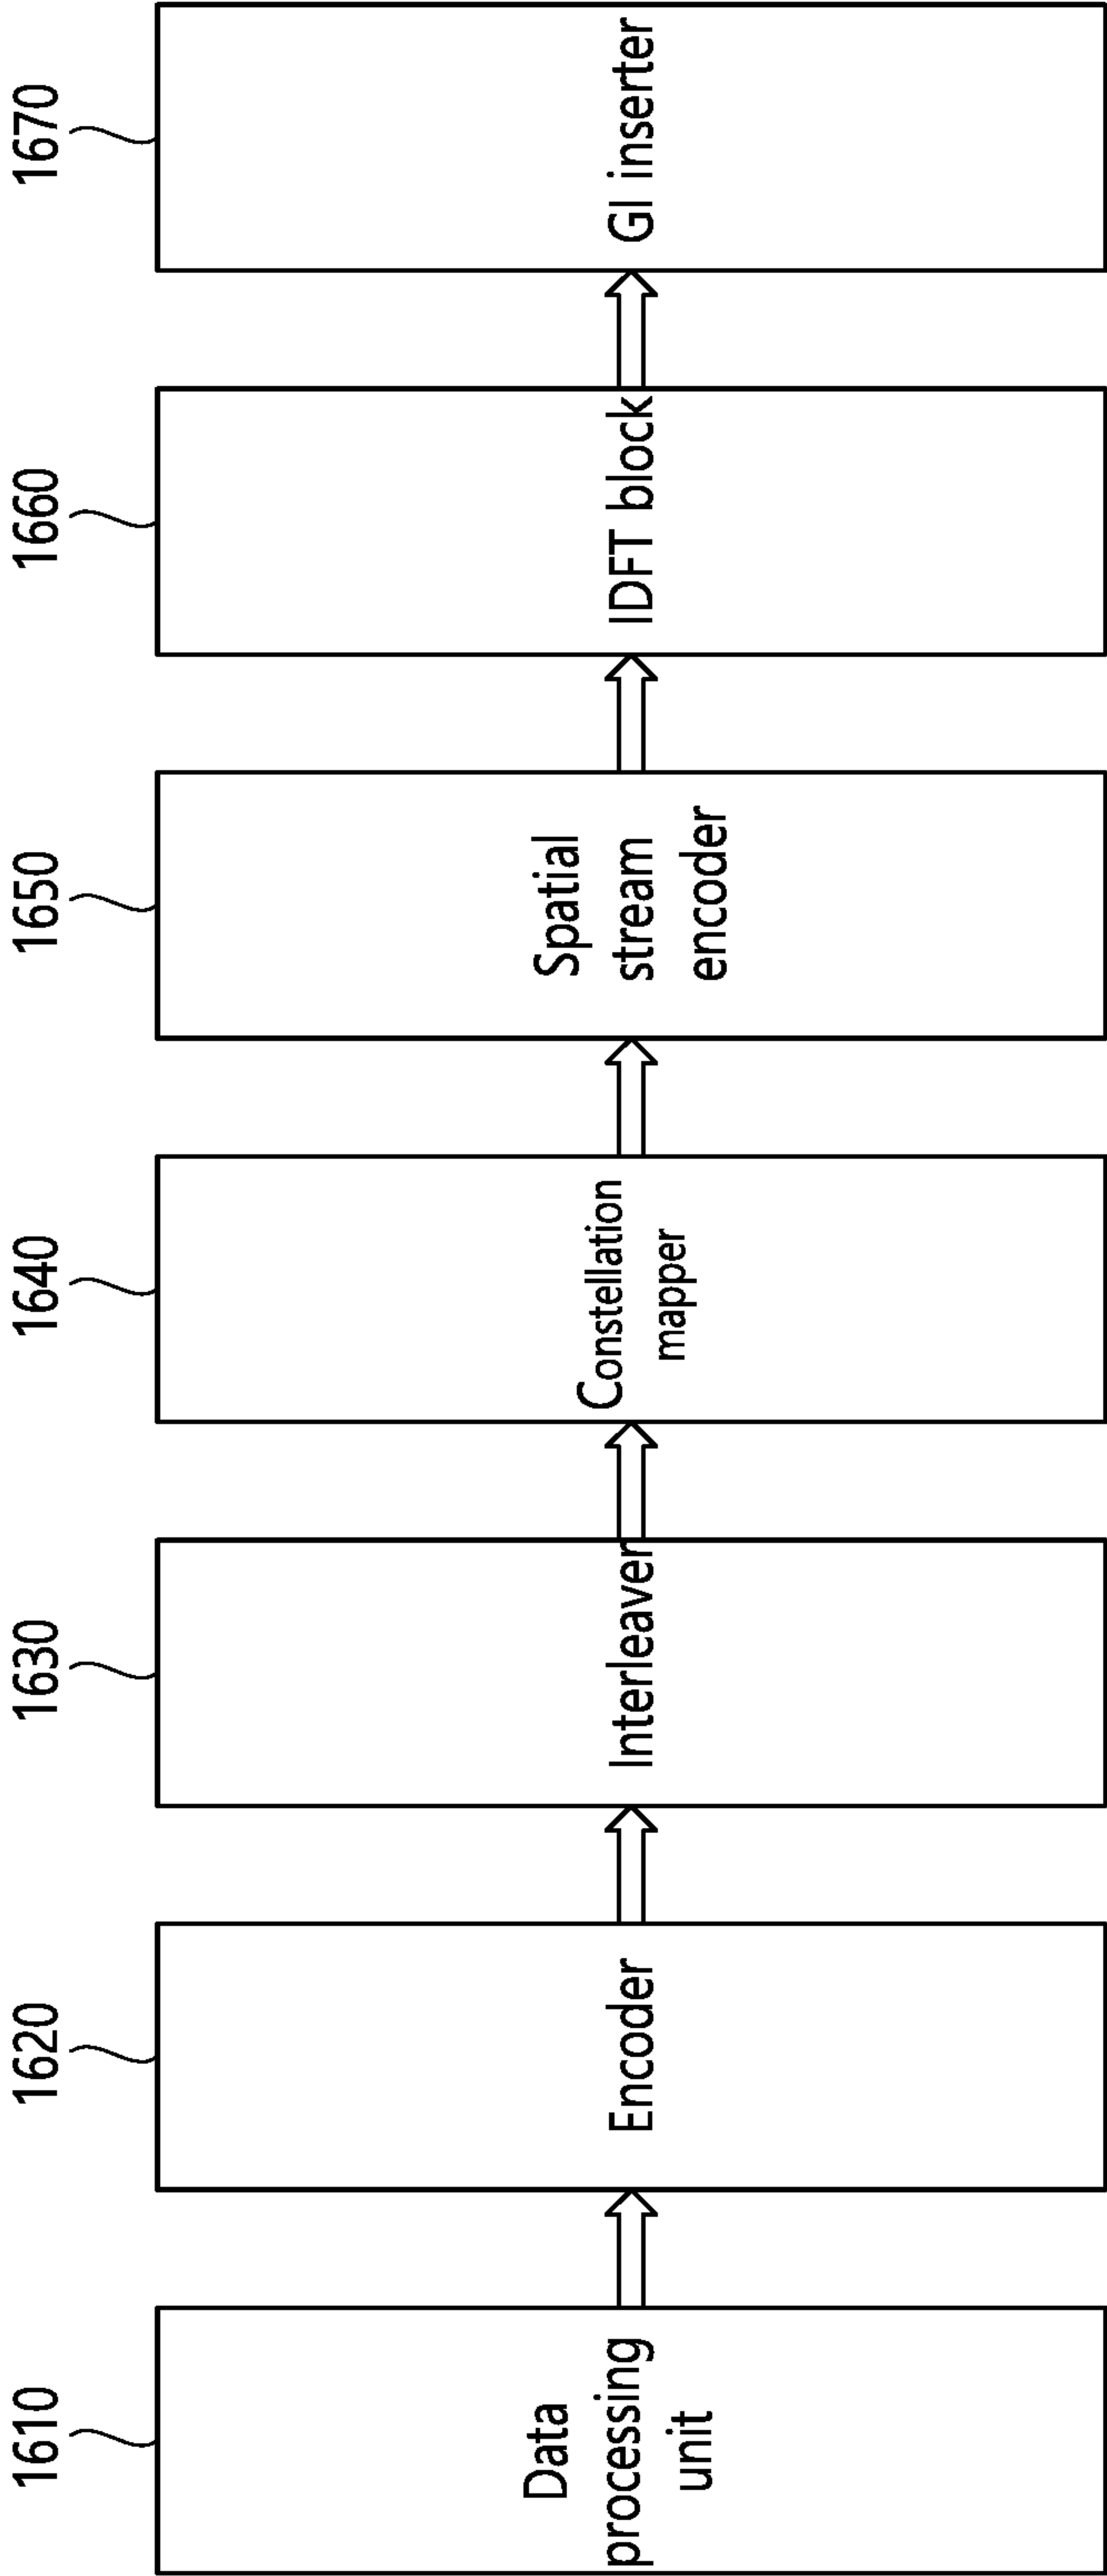 1610
1620
1630
1640
1650
1660
1670
Data
processing
unit
Encoder
Interleaver
Constellation
mapper
Spatial
stream
encoder
IDFT block
GI inserter